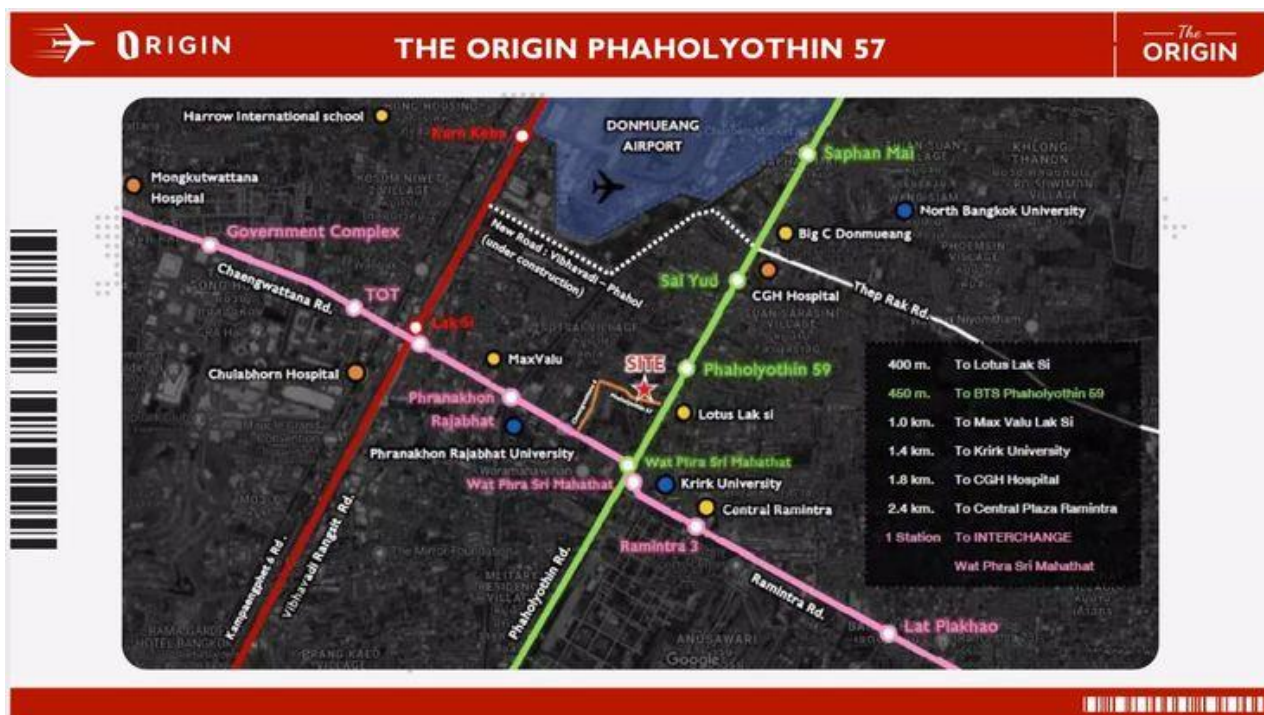 ORIGIN
THE ORIGIN PHAHOLYOTHIN 57
The
ORIGIN
Harrow International school
DONMUEANG
AIRPORT
Saphan Mai
Mongkutwattana
Hospital
North Bangkok University
Government Complex
Big C Donmueang
New Road : Vibhavadi – Phahol
(under construction)
Chaengwattana Rd.
Sai Yud
CGH Hospital
Thep Rak Rd.
TOT
Lak Si
MaxValu
SITE
Phaholyothin 59
Chulabhorn Hospital
Phaholyothin 57
Phranakhon
Rajabhat
Lotus Lak si
Phranakhon Rajabhat University
Wat Phra Sri Mahathat
Wat Phra Sri Mahathat
Krirk University
Central Ramintra
Ramintra 3
Kampaengphet 6 Rd.
Vibhavadi Rangsit Rd.
Phaholyothin Rd.
Ramintra Rd.
Lat Plakhao
400 m. To Lotus Lak Si
450 m. To BTS Phaholyothin 59
1.0 km. To Max Valu Lak Si
1.4 km. To Krirk University
1.8 km. To CGH Hospital
2.4 km. To Central Plaza Ramintra
1 Station To INTERCHANGE
Wat Phra Sri Mahathat
ANUSAWARI
Google